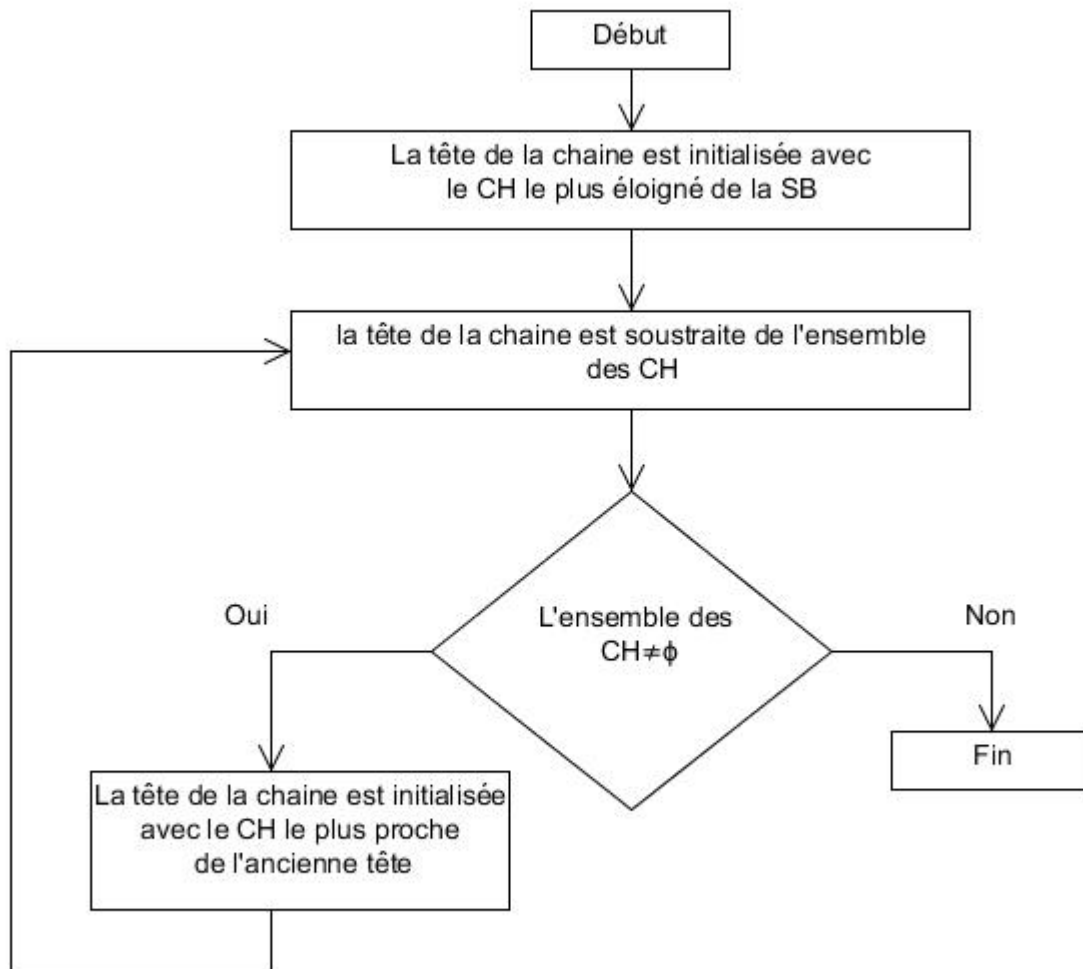 Début
La tête de la chaine est initialisée avec
le CH le plus éloigné de la SB
la tête de la chaine est soustraite de l'ensemble
des CH
L'ensemble des
CH≠ϕ
Oui
Non
La tête de la chaine est initialisée
avec le CH le plus proche
de l'ancienne tête
Fin